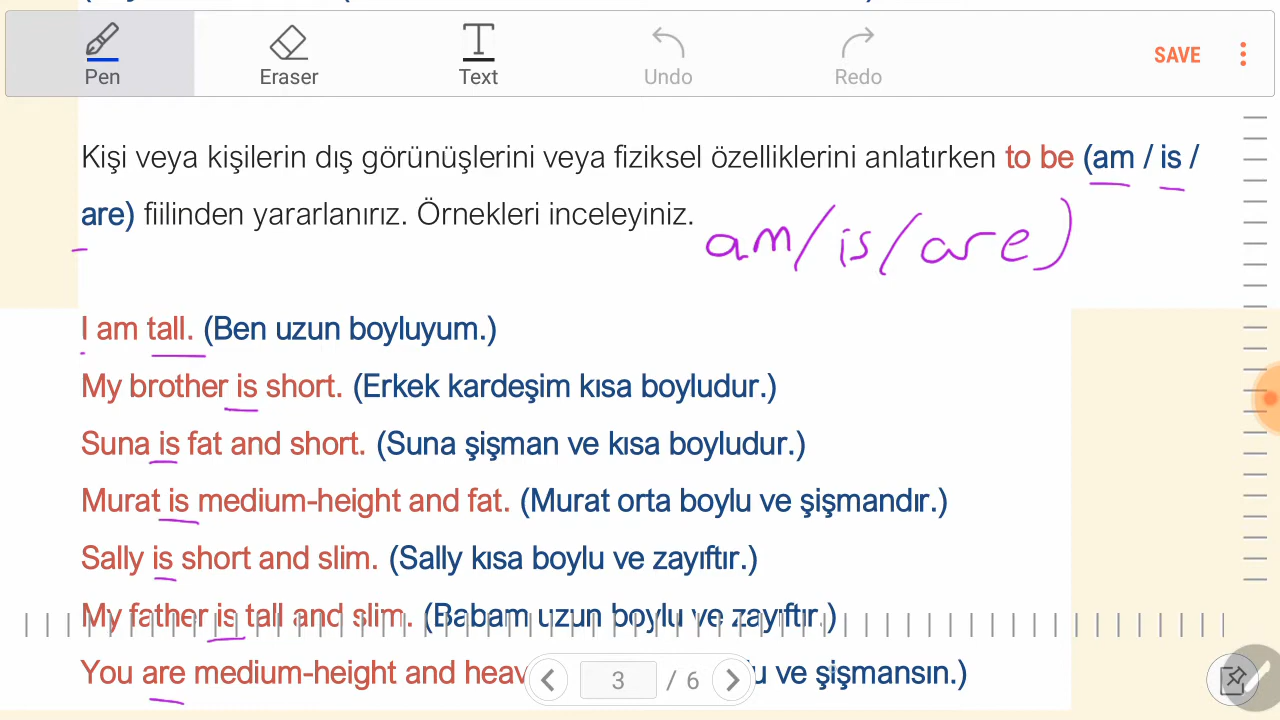 Pen
Eraser
Text
Undo
Redo
SAVE
Kişi veya kişilerin dış görünüşlerini veya fiziksel özelliklerini anlatırken to be (am / is /
are) fiilinden yararlanırız. Örnekleri inceleyiniz.
am/is/are)
I am tall. (Ben uzun boyluyum.)
My brother is short. (Erkek kardeşim kısa boyludur.)
Suna is fat and short. (Suna şişman ve kısa boyludur.)
Murat is medium-height and fat. (Murat orta boylu ve şişmandır.)
Sally is short and slim. (Sally kısa boylu ve zayıftır.)
My father is tall and slim. (Babam uzun boylu ve zayıftır.)
You are medium-height and ve şişmansın.)
3 / 6